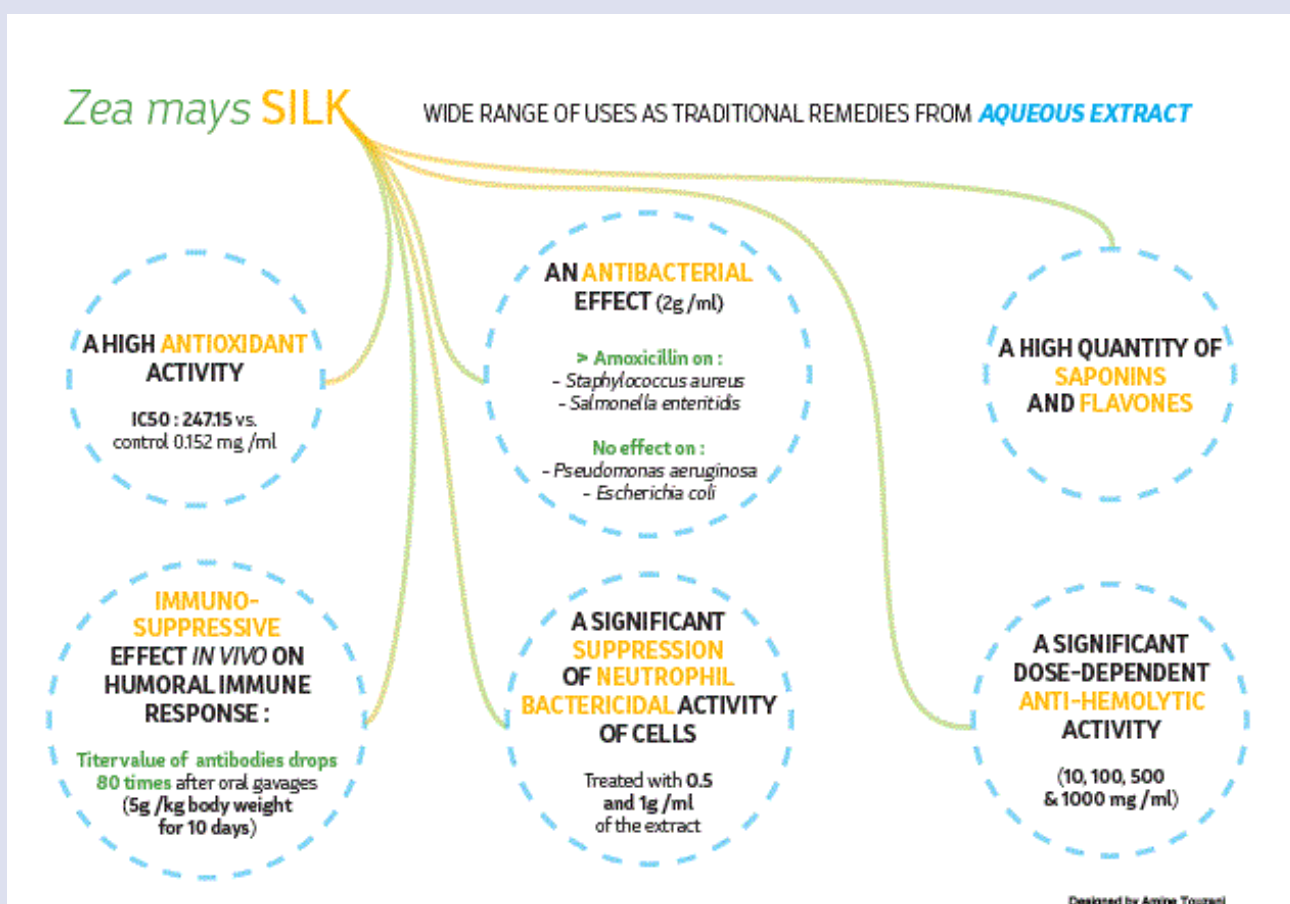 Zea mays SILK
WIDE RANGE OF USES AS TRADITIONAL REMEDIES FROM AQUEOUS EXTRACT
A HIGH ANTIOXIDANT
ACTIVITY
IC50 : 247.15 vs.
control 0.152 mg /ml
AN ANTIBACTERIAL
EFFECT (2g /ml)
> Amoxicillin on :
- Staphylococcus aureus
- Salmonella enteritidis
No effect on :
- Pseudomonas aeruginosa
- Escherichia coli
A HIGH QUANTITY OF
SAPONINS
AND FLAVONES
IMMUNO-
SUPPRESSIVE
EFFECT IN VIVO ON
HUMORAL IMMUNE
RESPONSE :
Titer value of antibodies drops
80 times after oral gavages
(5g /kg body weight
for 10 days)
A SIGNIFICANT
SUPPRESSION
OF NEUTROPHIL
BACTERICIDAL ACTIVITY
OF CELLS
Treated with 0.5
and 1g /ml
of the extract
A SIGNIFICANT
DOSE-DEPENDENT
ANTI-HEMOLYTIC
ACTIVITY
(10, 100, 500
& 1000 mg /ml)
Designed by Amine Touzani